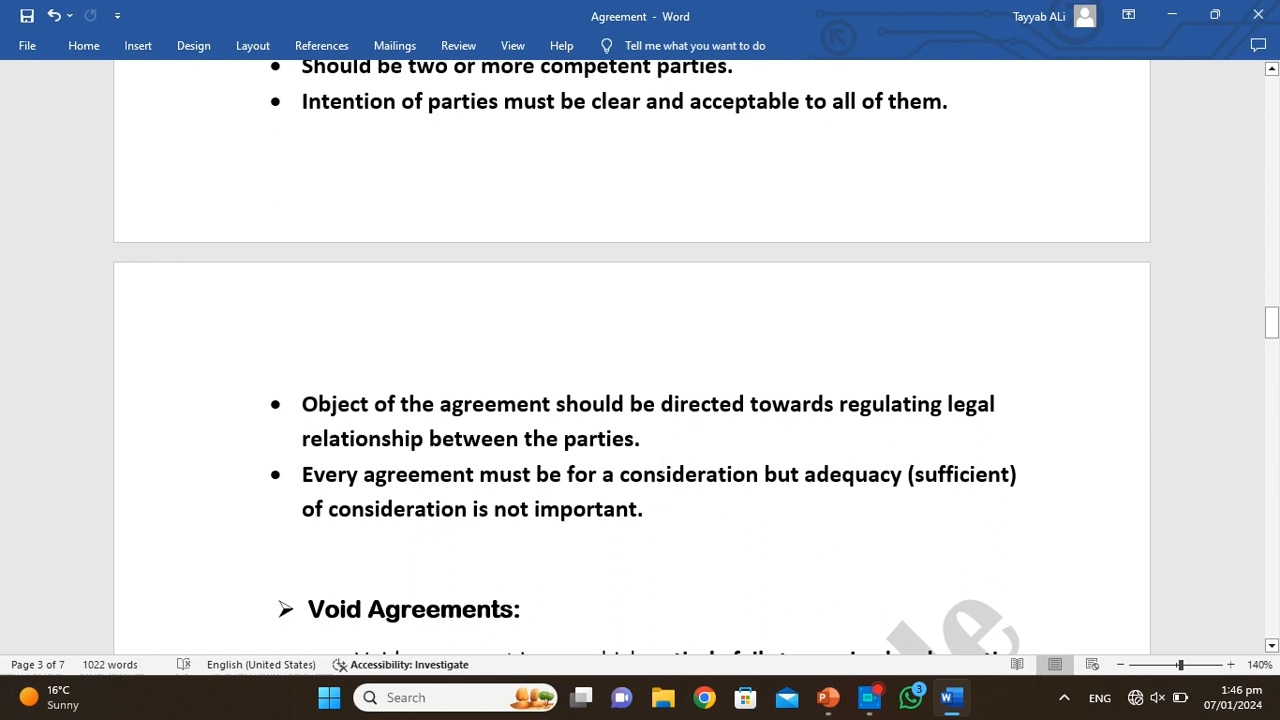 Agreement - Word
Tayyab ALi
File Home Insert Design Layout References Mailings Review View Help Tell me what you want to do
• Should be two or more competent parties.
• Intention of parties must be clear and acceptable to all of them.
• Object of the agreement should be directed towards regulating legal
relationship between the parties.
• Every agreement must be for a consideration but adequacy (sufficient)
of consideration is not important.
➢ Void Agreements:
Page 3 of 7 1022 words English (United States) Accessibility: Investigate 140%
16°C
Sunny
Search
3
ENG
1:46 pm
07/01/2024